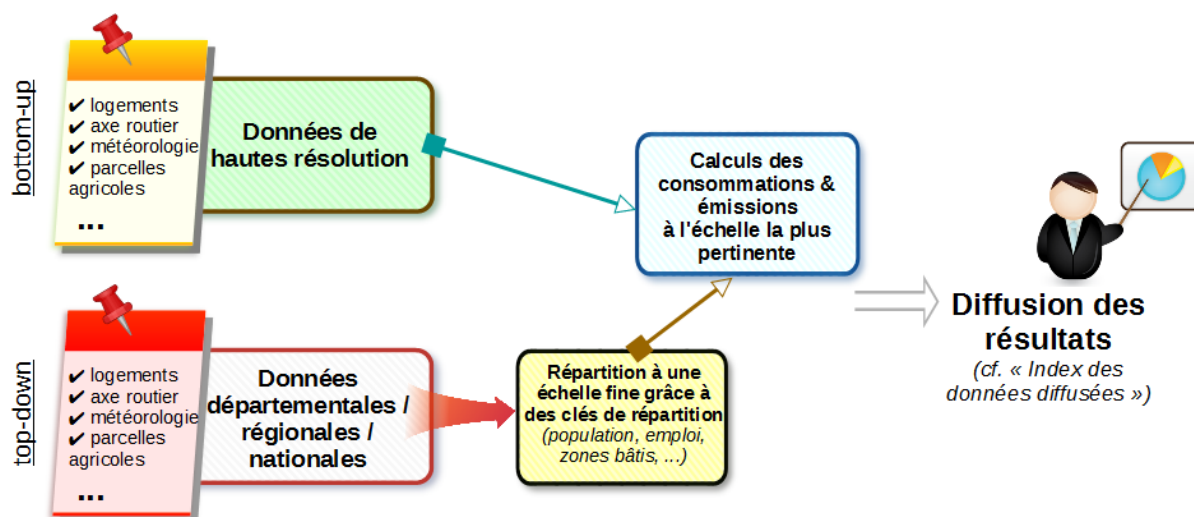 bottom-up
✔ logements
✔ axe routier
✔ météorologie
✔ parcelles
agricoles
...
Données de
hautes résolution
Calculs des
consommations &
émissions
à l'échelle la plus
pertinente
top-down
✔ logements
✔ axe routier
✔ météorologie
✔ parcelles
agricoles
...
Données
départementales /
régionales /
nationales
Répartition à une
échelle fine grâce à
des clés de répartition
(population, emploi,
zones bâtis, ...)
Diffusion des
résultats
(cf. « Index des
données diffusées »)